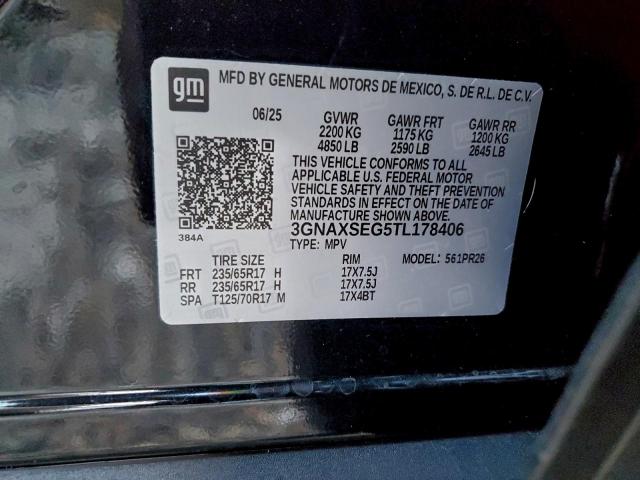 gm
MFD BY GENERAL MOTORS DE MEXICO, S. DE R.L. DE C.V.
06/25 GVWR GAWR FRT GAWR RR
2200 KG 1175 KG 1200 KG
4850 LB 2590 LB 2645 LB
THIS VEHICLE CONFORMS TO ALL
APPLICABLE U.S. FEDERAL MOTOR
VEHICLE SAFETY AND THEFT PREVENTION
STANDARDS IN EFFECT ON THE DATE OF
MANUFACTURE SHOWN ABOVE.
384A 3GNAXSEG5TL178406
TYPE: MPV MODEL: 561PR26
TIRE SIZE RIM
FRT 235/65R17 H 17X7.5J
RR 235/65R17 H 17X7.5J
SPA T125/70R17 M 17X4BT